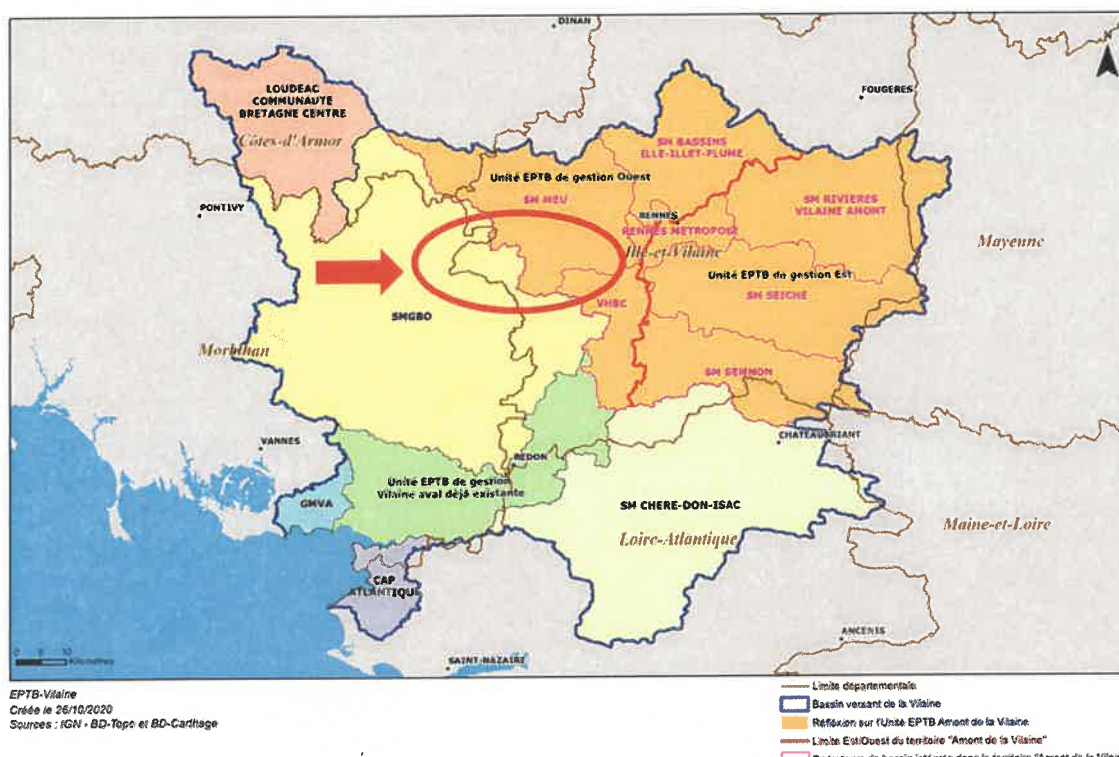 DINAN
LOUDEAC
COMMUNAUTE
BRETAGNE CENTRE
Côtes-d'Armor
FOUGERES
SM BASSINS
ILLE-ILLET-FLUME
Unité EPTB de gestion Ouest
SM MEU
SM RIVIERES
VILAINE AMONT
PONTIVY
RENNES
RENNES METROPOLE
Ille-et-Vilaine
Mayenne
Unité EPTB de gestion Est
SM SEICHE
VHBC
SMGBO
Morbihan
SM SEMNON
CHATEAUBRIANT
VANNES
REDON
Unité EPTB de gestion
Vilaine aval déjà existante
GMVA
SM CHERE-DON-ISAC
Loire-Atlantique
Maine-et-Loire
CAP
ATLANTIQUE
ANCENIS
0 5 10
Kilomètres
SAINT-NAZAIRE
EPTB-Vilaine
Créée le 26/10/2020
Sources : IGN - BD-Topo et BD-Carthage
Limite départementale
Bassin versant de la Vilaine
Réflexion sur l'Unité EPTB Amont de la Vilaine
Limite Est/Ouest du territoire "Amont de la Vilaine"